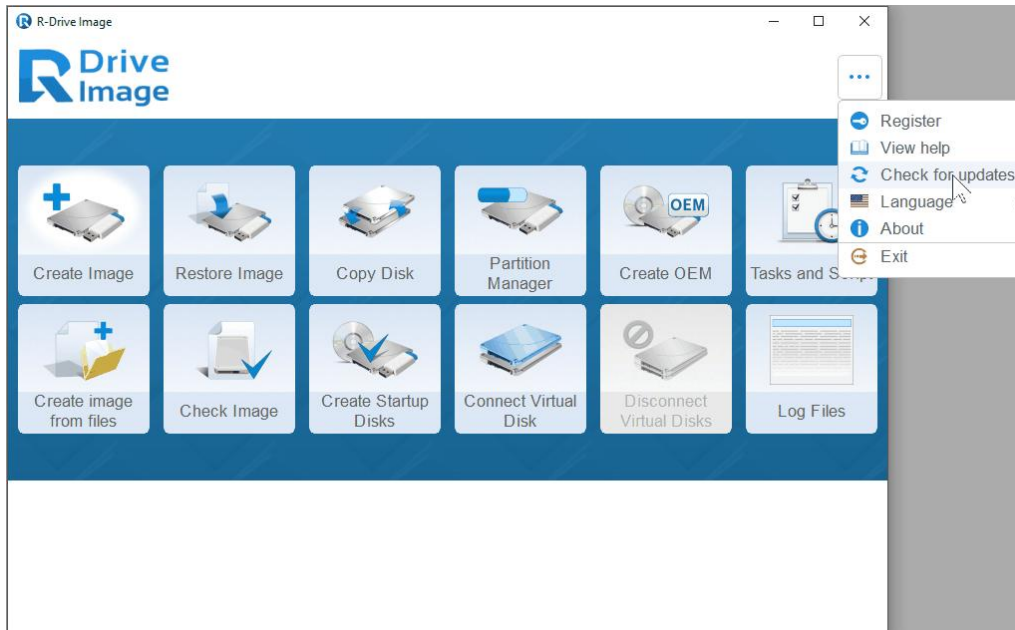 R-Drive Image
R Drive
Image
Register
View help
Check for updates
Language
About
Exit
Create Image
Restore Image
Copy Disk
Partition
Manager
OEM
Create OEM
Tasks and
Create image
from files
Check Image
Create Startup
Disks
Connect Virtual
Disk
Disconnect
Virtual Disks
Log Files